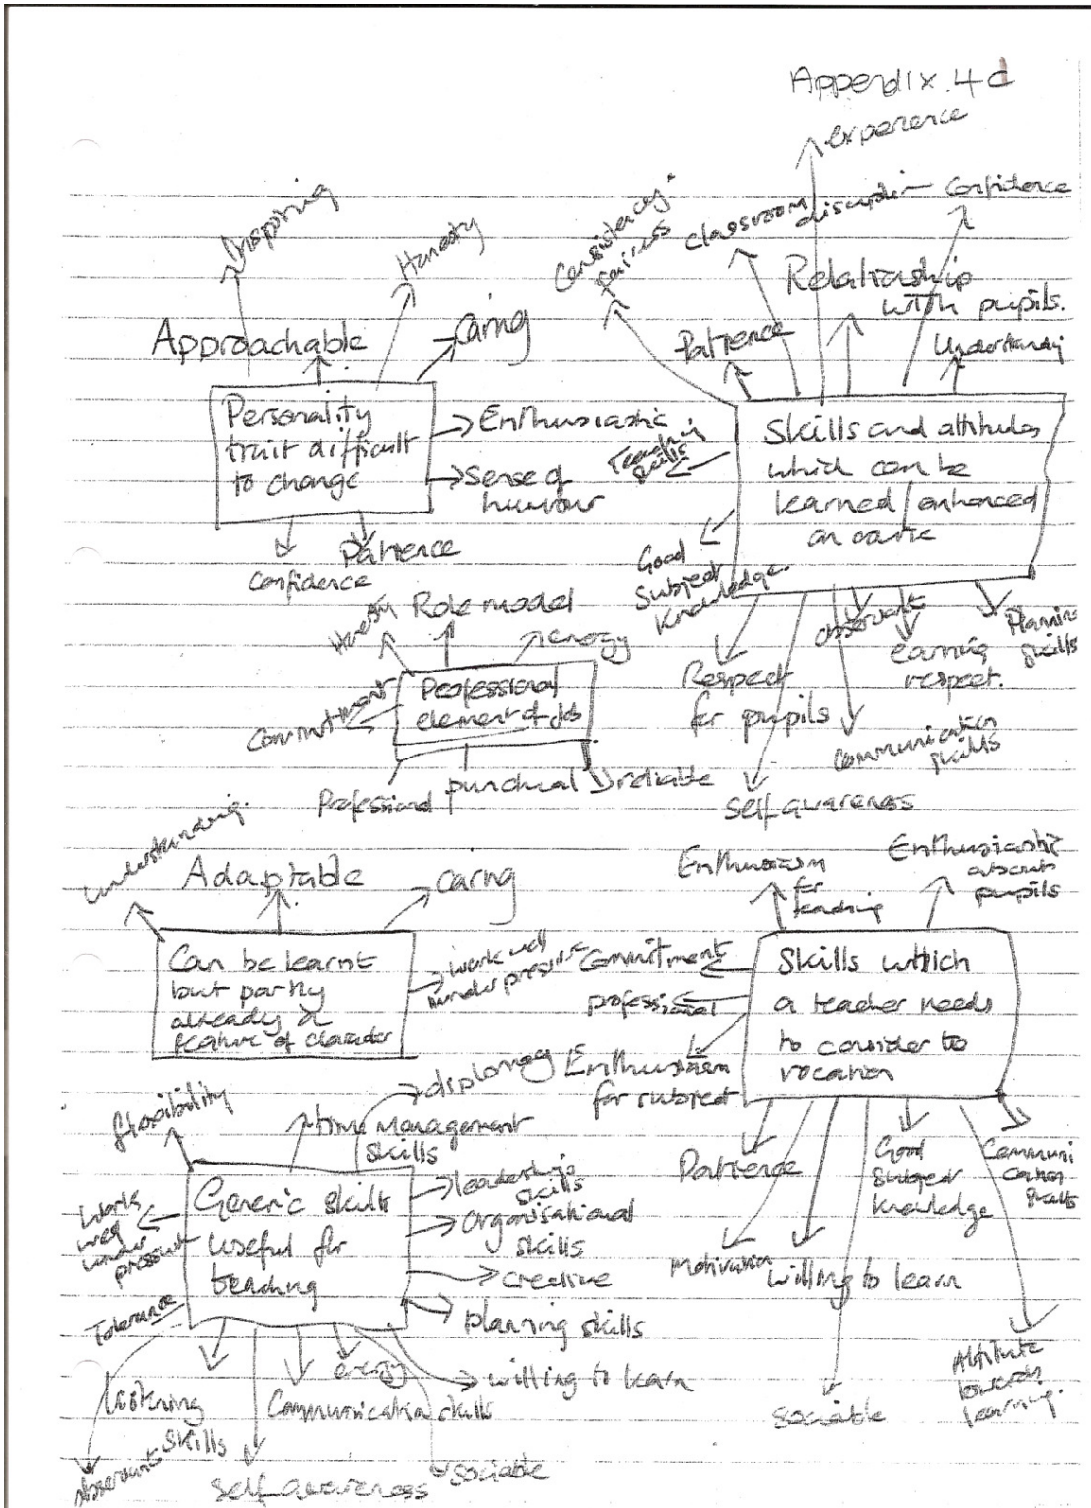 Appendix 4d
experience
Inspiring
Honesty
Approachable
Caring
Personality
trait difficult
to change
Enthusiastic
Sense of
humour
Patience
Confidence
Consistency.
fairness
Classroom
Confidence
Relationship
with pupils.
Patience
Understandin
Skills and attitudes
which can be
learned/enhanced
on
Teaching
skills
Good
Subject
knowledge.
Respect
for pupils
Observant
earning
respect.
Planning
skills
Communication
skills
Self awareness
Honesty
Role model
energy
Commitment
Professional
element of job
Professional
punctual
reliable
Understanding.
Adaptable
caring
Can be learnt
but partly
already a
feature of character
work well
under pressure
Enthusiasm
for
teaching
Enthusiastic
about
pupils
Skills which
a teacher needs
to consider to
vocation
Commitment
professional
Enthusiasm
for subject
Patience
motivation
willing to learn
Good
Subject
knowledge
Communi
cation
skills
Sociable
Attitude
towards
learning.
flexibility
time management
skills
diplomacy
Generic skills
useful for
teaching
leadership
skills
Organisational
skills
creative
planning skills
willing to learn
energy
Sociable
Communication skills
Self awareness
listening
skills
observant
Tolerance
Work
well
under
pressure